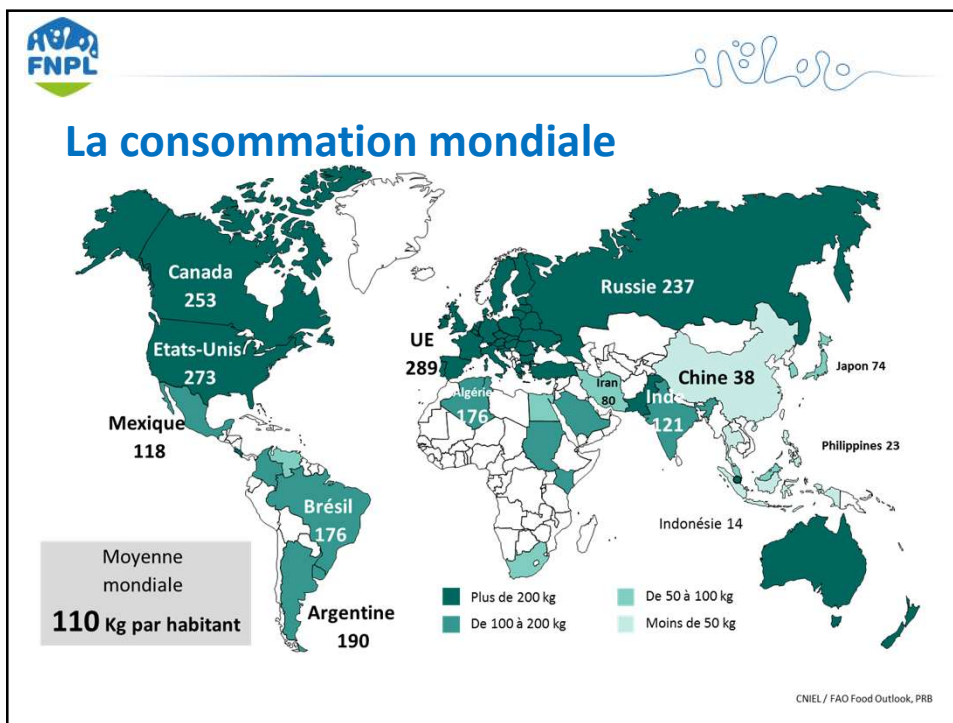 FNPL
La consommation mondiale
Canada
253
Etats-Unis
273
Mexique
118
Brésil
176
Argentine
190
UE
289
Algérie
176
Russie 237
Iran
80
Inde
121
Chine 38
Japon 74
Philippines 23
Indonésie 14
Moyenne
mondiale
110 Kg par habitant
Plus de 200 kg
De 100 à 200 kg
De 50 à 100 kg
Moins de 50 kg
CNIEL / FAO Food Outlook, PRB